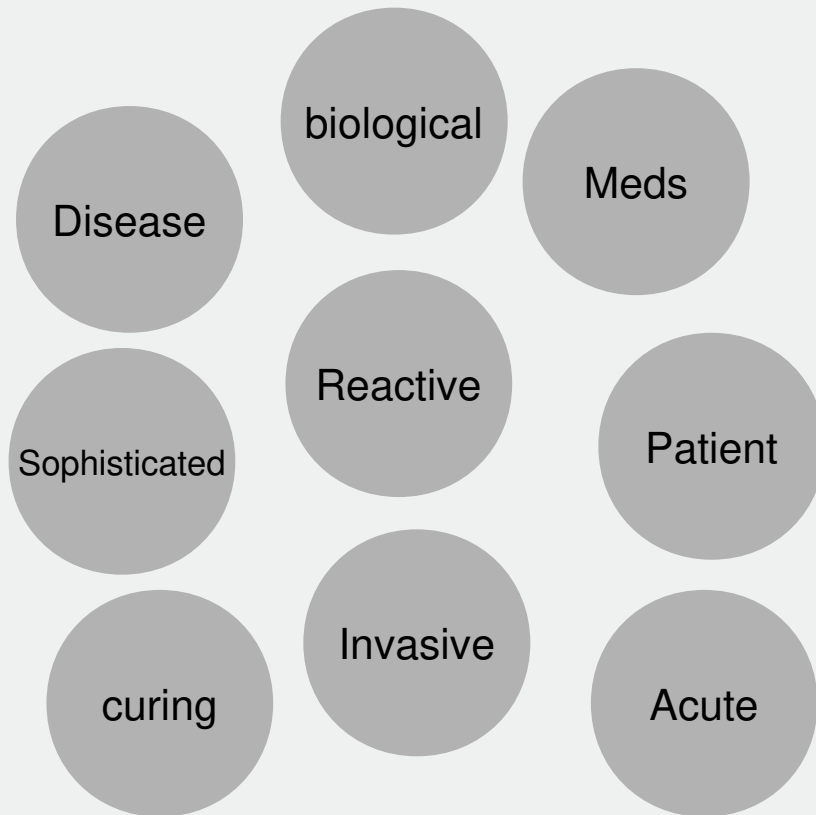 biological
Meds
Disease
Reactive
Patient
Sophisticated
Invasive
curing
Acute